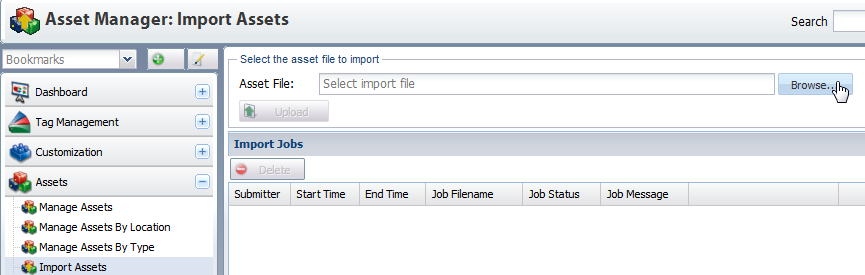 Asset Manager: Import Assets
Search
Bookmarks
Dashboard
Tag Management
Customization
Assets
Manage Assets
Manage Assets By Location
Manage Assets By Type
Import Assets
Select the asset file to import
Asset File: Select import file Browse...
Upload
Import Jobs
Delete
Submitter Start Time End Time Job Filename Job Status Job Message